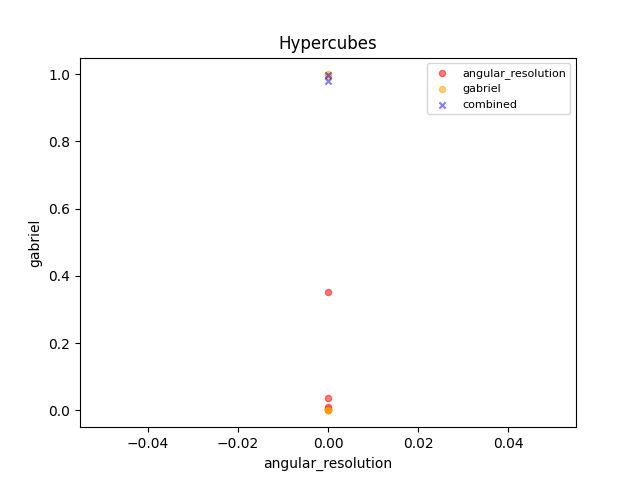 Hypercubes
angular_resolution
gabriel
combined
1.0
0.8
0.6
0.4
0.2
0.0
gabriel
−0.04
−0.02
0.00
0.02
0.04
angular_resolution